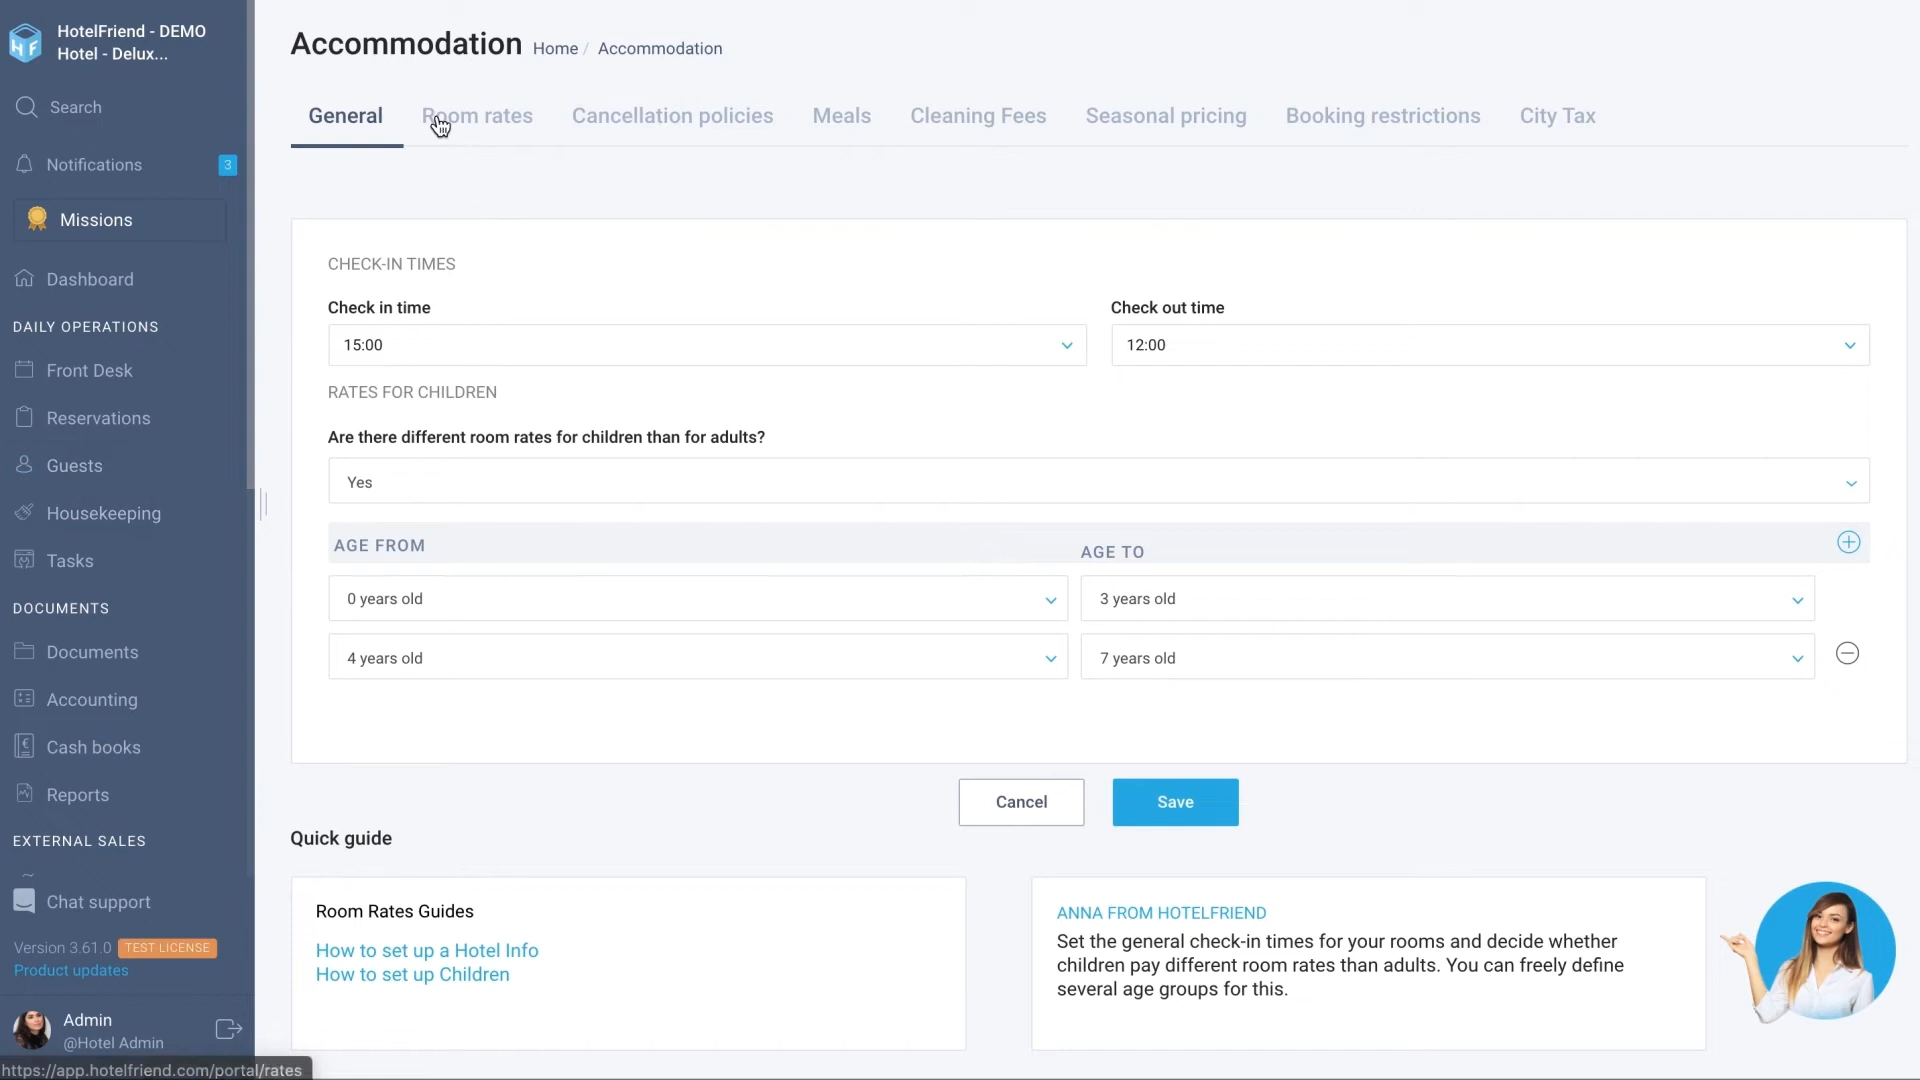 HotelFriend - DEMO
Hotel - Delux...
Search
Notifications 3
Missions
Dashboard
DAILY OPERATIONS
Front Desk
Reservations
Guests
Housekeeping
Tasks
DOCUMENTS
Documents
Accounting
Cash books
Reports
EXTERNAL SALES
Chat support
Version 3.61.0 TEST LICENSE
Product updates
Admin
@Hotel Admin
https://app.hotelfriend.com/portal/rates
Accommodation Home / Accommodation
General Room rates Cancellation policies Meals Cleaning Fees Seasonal pricing Booking restrictions City Tax
CHECK-IN TIMES
Check in time Check out time
15:00 12:00
RATES FOR CHILDREN
Are there different room rates for children than for adults?
Yes
AGE FROM AGE TO
0 years old 3 years old
4 years old 7 years old
Cancel Save
Quick guide
Room Rates Guides
How to set up a Hotel Info
How to set up Children
ANNA FROM HOTELFRIEND
Set the general check-in times for your rooms and decide whether
children pay different room rates than adults. You can freely define
several age groups for this.